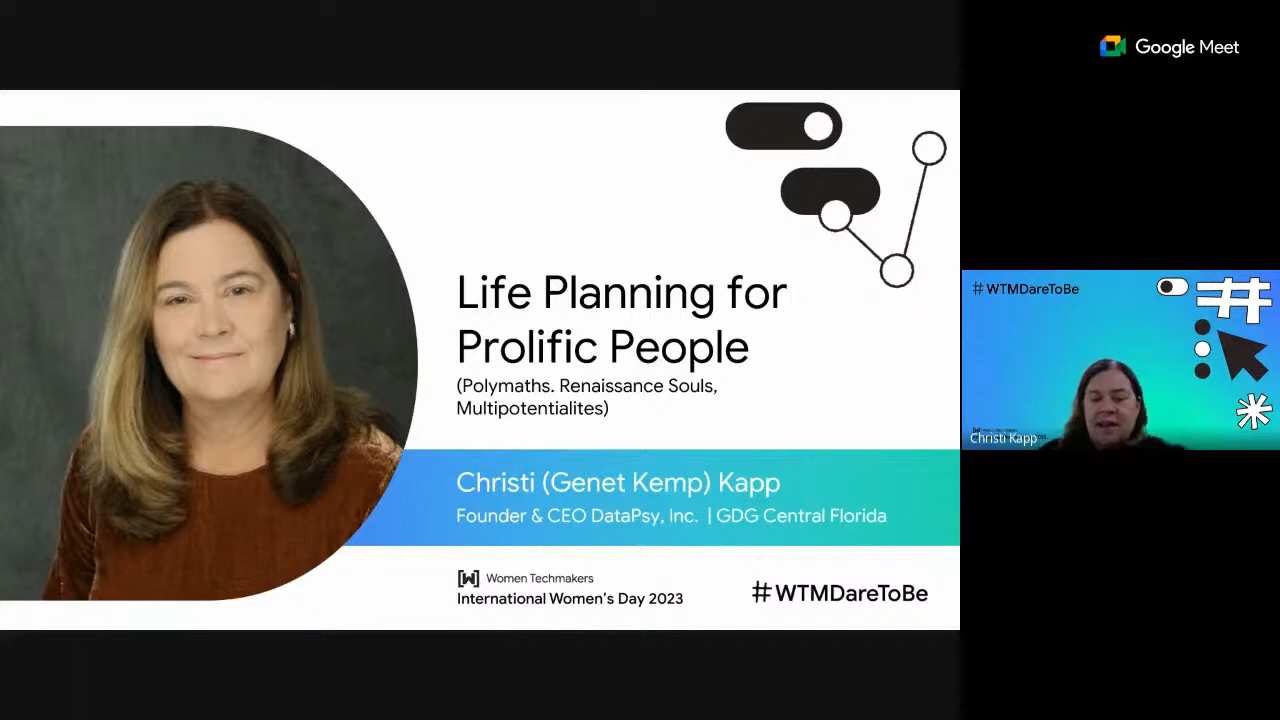 Google Meet
Life Planning for
Prolific People
(Polymaths. Renaissance Souls,
Multipotentialites)
Christi (Genet Kemp) Kapp
Founder & CEO DataPsy, Inc. | GDG Central Florida
[W] Women Techmakers
International Women's Day 2023
#WTMDareToBe
# WTMDareToBe
Christi Kapp